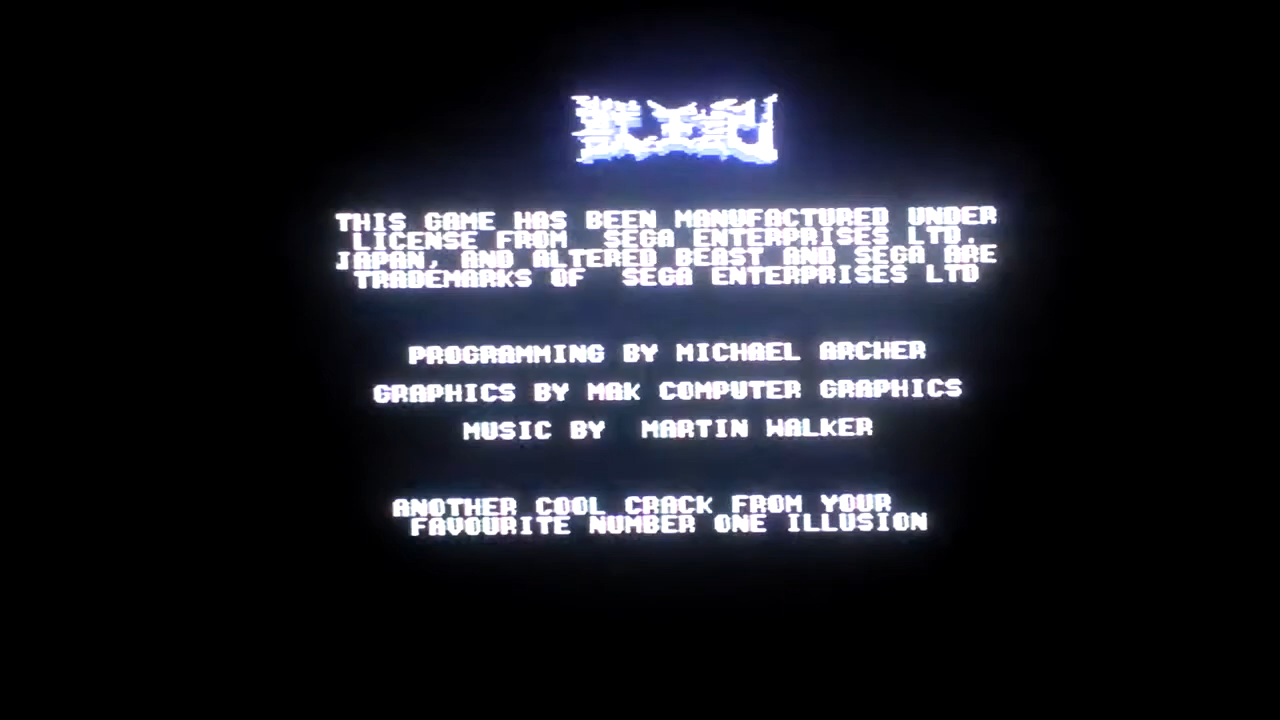 THIS GAME HAS BEEN MANUFACTURED UNDER
LICENSE FROM SEGA ENTERPRISES LTD.
JAPAN, AND ALTERED BEAST AND SEGA ARE
TRADEMARKS OF SEGA ENTERPRISES LTD
PROGRAMMING BY MICHAEL ARCHER
GRAPHICS BY MAK COMPUTER GRAPHICS
MUSIC BY MARTIN WALKER
ANOTHER COOL CRACK FROM YOUR
FAVOURITE NUMBER ONE ILLUSION